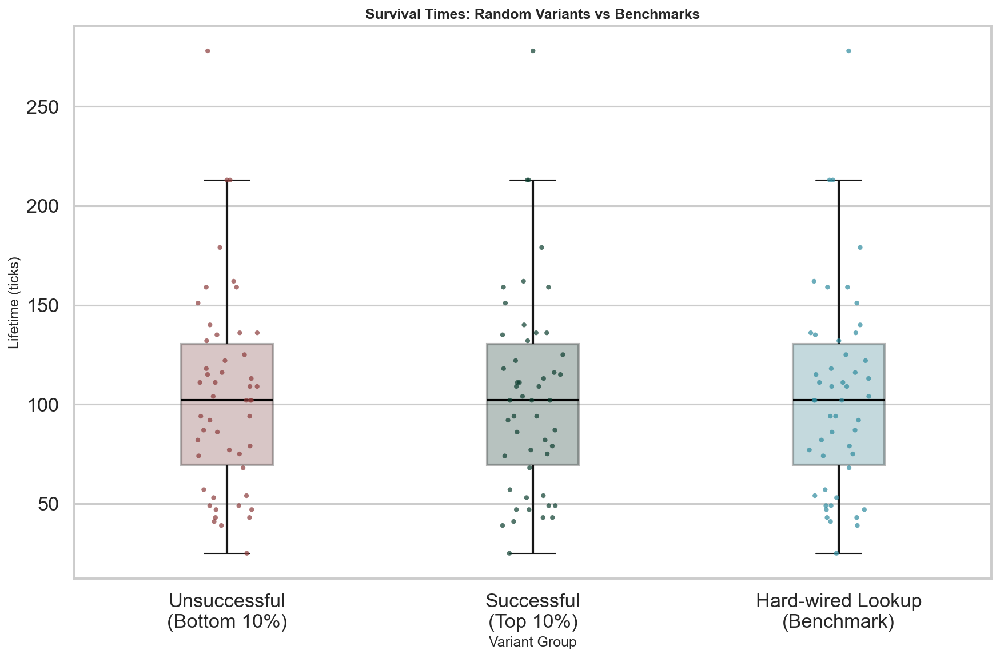 Survival Times: Random Variants vs Benchmarks
Lifetime (ticks)
250
200
150
100
50
Unsuccessful
(Bottom 10%)
Successful
(Top 10%)
Hard-wired Lookup
(Benchmark)
Variant Group